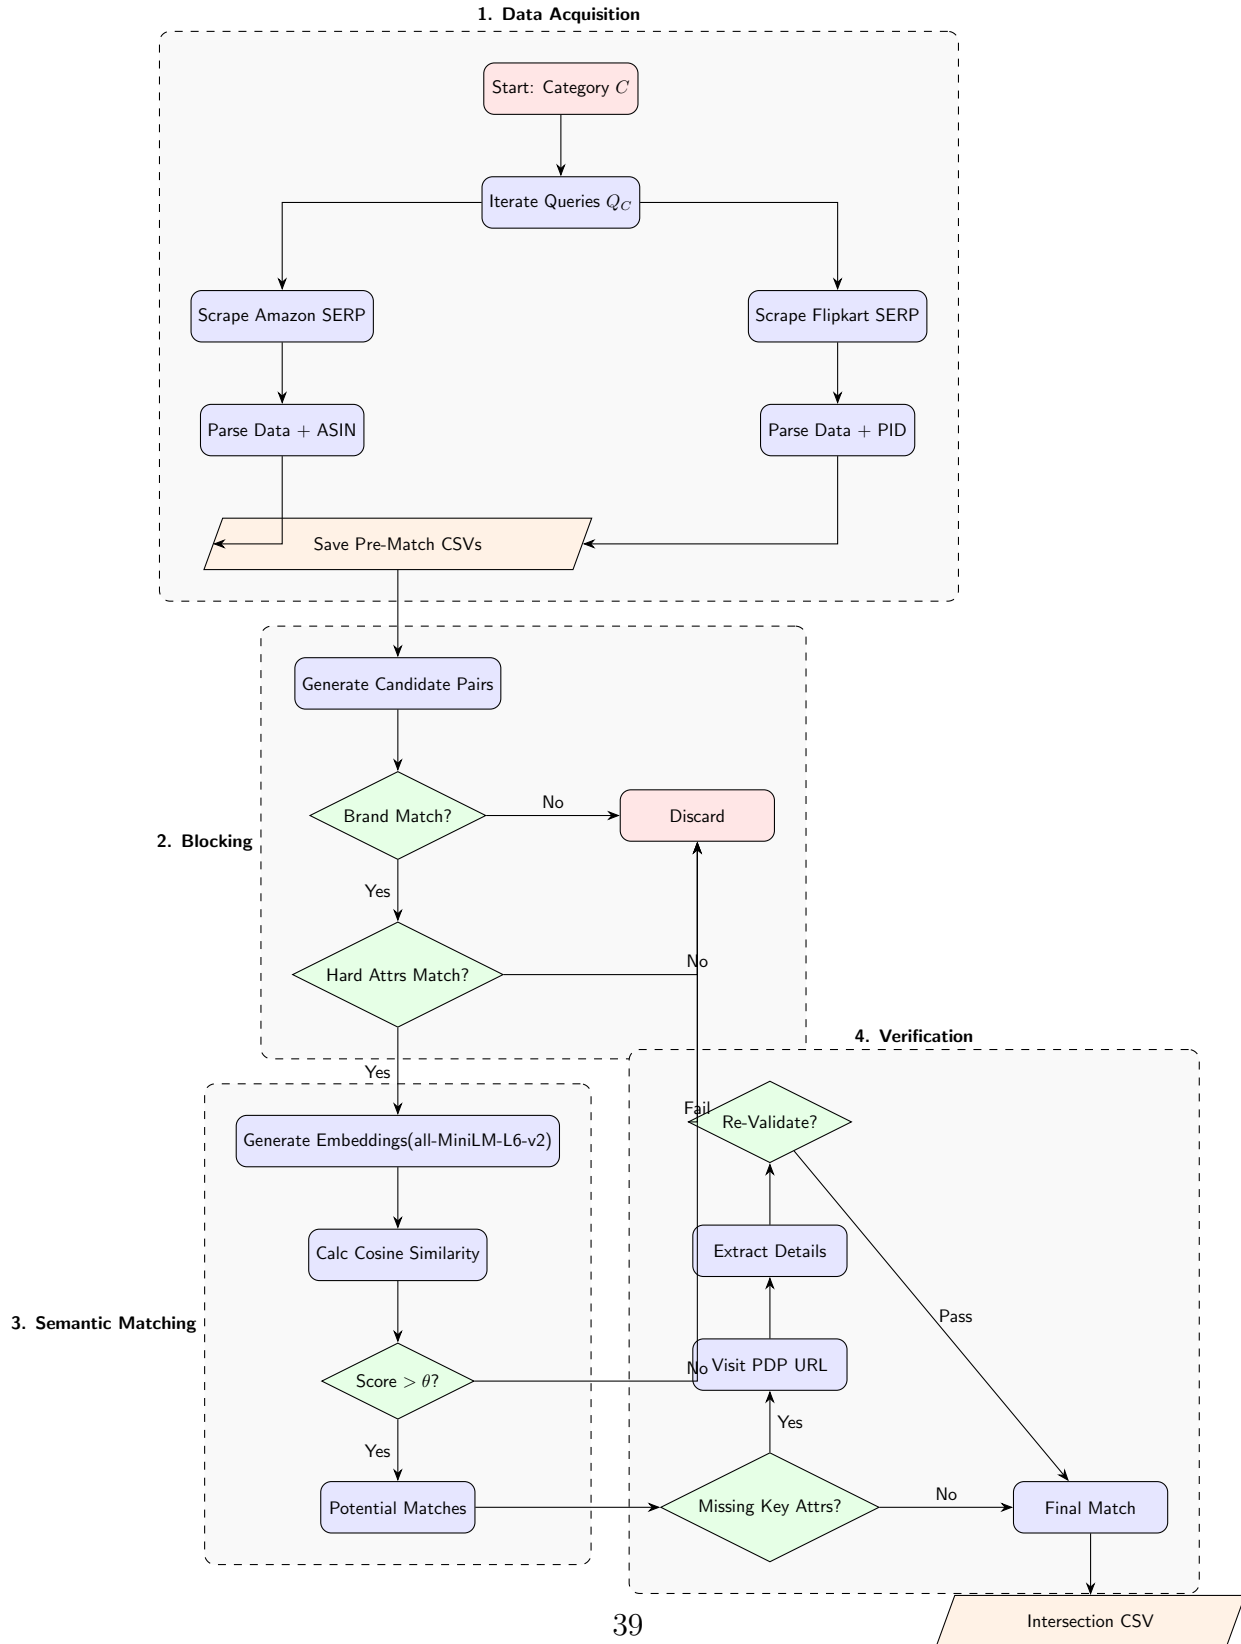 1. Data Acquisition
Start: Category C
Iterate Queries Q_C
Scrape Amazon SERP
Scrape Flipkart SERP
Parse Data + ASIN
Parse Data + PID
Save Pre-Match CSVs
Generate Candidate Pairs
Brand Match?
No
Discard
2. Blocking
Yes
Hard Attrs Match?
No
Yes
4. Verification
Generate Embeddings(all-MiniLM-L6-v2)
Fail
Re-Validate?
Calc Cosine Similarity
Extract Details
3. Semantic Matching
Pass
Score > θ?
No
Visit PDP URL
Yes
Yes
Potential Matches
Missing Key Attrs?
No
Final Match
Intersection CSV
39